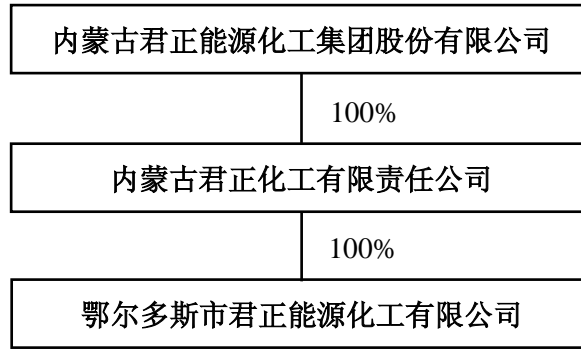 内蒙古君正能源化工集团股份有限公司
100%
内蒙古君正化工有限责任公司
100%
鄂尔多斯市君正能源化工有限公司